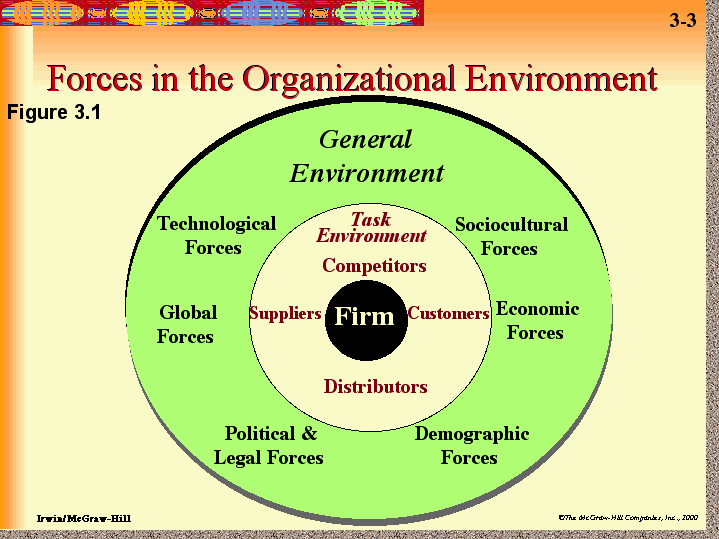 3-3
Forces in the Organizational Environment
Figure 3.1
General
Environment
Technological
Forces
Task
Environment
Sociocultural
Forces
Competitors
Global
Forces
Suppliers
Firm
Customers
Economic
Forces
Distributors
Political &
Legal Forces
Demographic
Forces
Irwin/McGraw-Hill
©The McGraw-Hill Companies, Inc., 2000